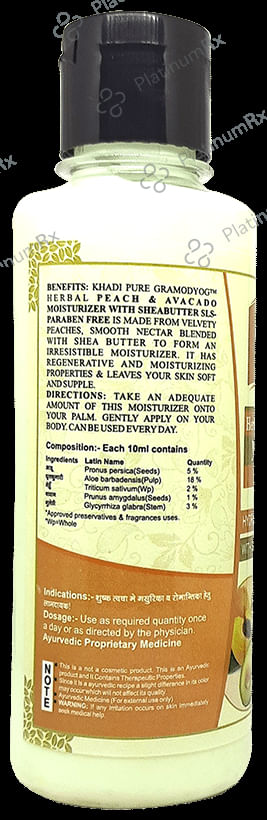 BENEFITS: KHADI PURE GRAMODYOG™
HERBAL PEACH & AVACADO
MOISTURIZER WITH SHEABUTTER SLS-
PARABEN FREE IS MADE FROM VELVETY
PEACHES, SMOOTH NECTAR BLENDED
WITH SHEA BUTTER TO FORM AN
IRRESISTIBLE MOISTURIZER. IT HAS
REGENERATIVE AND MOISTURIZING
PROPERTIES & LEAVES YOUR SKIN SOFT
AND SUPPLE.
DIRECTIONS: TAKE AN ADEQUATE
AMOUNT OF THIS MOISTURIZER ONTO
YOUR PALM. GENTLY APPLY ON YOUR
BODY. CAN BE USED EVERY DAY.
Composition:- Each 10ml contains
Ingredients Latin Name Quantity
आड़ू Pronus persica(Seeds) 5 %
घृतकुमारी Aloe barbadensis(Pulp) 18 %
गेहूँ Triticum sativum(Wp) 2 %
बादाम Prunus amygdalus(Seeds) 1 %
मुलेठी Glycyrrhiza glabra(Stem) 3 %
*Approved preservatives & fragrances usages.
*Wp=Whole
Indications:- शुष्क त्वचा में मसुरिका व रोमान्तिका हेतु
लाभदायक!
Dosage:- Use as required quantity once
a day or as directed by the physician.
Ayurvedic Proprietary Medicine
NOTE
This is a not a cosmetic product. This is an Ayurvedic
product and It Contains Therapeutic Properties.
Since it is a ayurvedic recipe a slight difference in its color
may occur which will not affect its quality.
Ayurvedic Medicine (For external use only)
WARNING: If any irritation occurs on skin immediately
seek medical help.
PlatinumRx